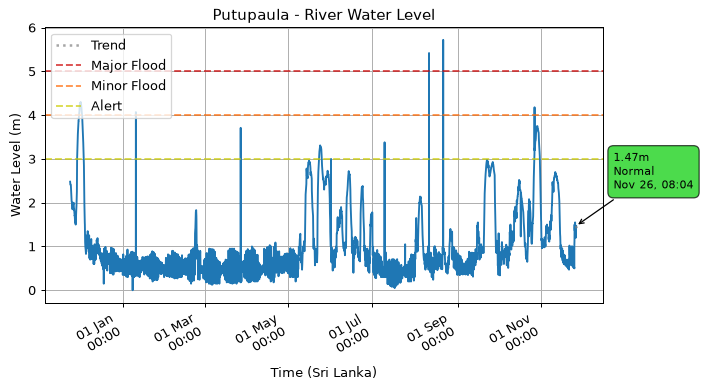 Putupaula - River Water Level
6
5
4
3
2
1
0
Water Level (m)
Trend
Major Flood
Minor Flood
Alert
1.47m
Normal
Nov 26, 08:04
01 Jan
00:00
01 Mar
00:00
01 May
00:00
01 Jul
00:00
01 Sep
00:00
01 Nov
00:00
Time (Sri Lanka)